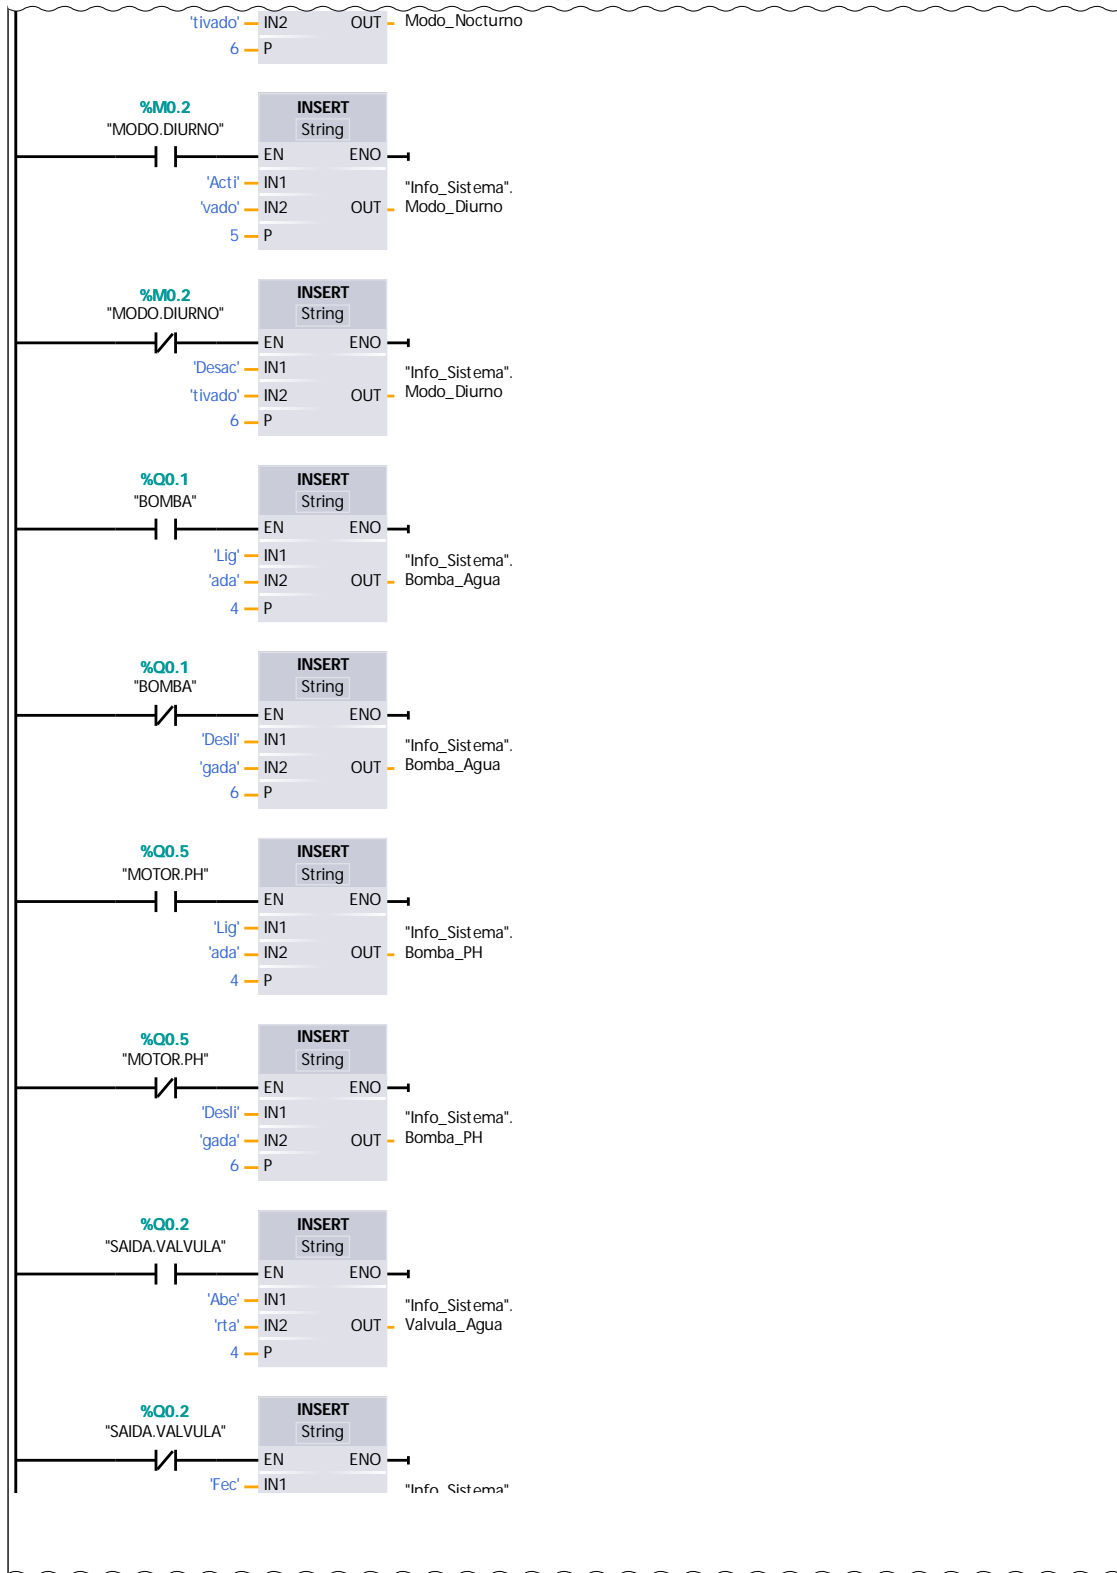 'tivado' IN2 OUT Modo_Nocturno
6 P
%M0.2 INSERT
"MODO.DIURNO" String
EN ENO
'Acti' IN1 "Info_Sistema".
'vado' IN2 OUT Modo_Diurno
5 P
%M0.2 INSERT
"MODO.DIURNO" String
EN ENO
'Desac' IN1 "Info_Sistema".
'tivado' IN2 OUT Modo_Diurno
6 P
%Q0.1 INSERT
"BOMBA" String
EN ENO
'Lig' IN1 "Info_Sistema".
'ada' IN2 OUT Bomba_Agua
4 P
%Q0.1 INSERT
"BOMBA" String
EN ENO
'Desli' IN1 "Info_Sistema".
'gada' IN2 OUT Bomba_Agua
6 P
%Q0.5 INSERT
"MOTOR.PH" String
EN ENO
'Lig' IN1 "Info_Sistema".
'ada' IN2 OUT Bomba_PH
4 P
%Q0.5 INSERT
"MOTOR.PH" String
EN ENO
'Desli' IN1 "Info_Sistema".
'gada' IN2 OUT Bomba_PH
6 P
%Q0.2 INSERT
"SAIDA.VALVULA" String
EN ENO
'Abe' IN1 "Info_Sistema".
'rta' IN2 OUT Valvula_Agua
4 P
%Q0.2 INSERT
"SAIDA.VALVULA" String
EN ENO
'Fec' IN1 "Info_Sistema".